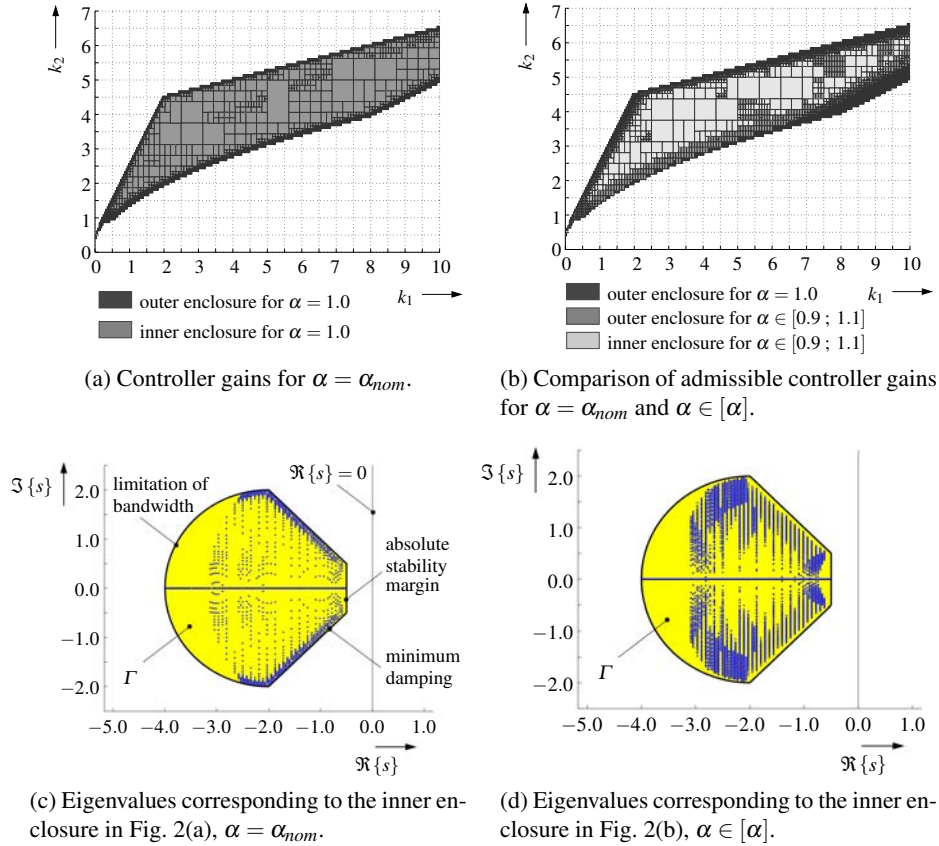 7
6
k2
5
4
3
2
1
0
0 1 2 3 4 5 6 7 8 9 10
k1
outer enclosure for α = 1.0
inner enclosure for α = 1.0
(a) Controller gains for α = αnom.
7
6
k2
5
4
3
2
1
0
0 1 2 3 4 5 6 7 8 9 10
outer enclosure for α = 1.0 k1
outer enclosure for α ∈ [0.9 ; 1.1]
inner enclosure for α ∈ [0.9 ; 1.1]
(b) Comparison of admissible controller gains
for α = αnom and α ∈ [α].
ℑ{s}
limitation of
bandwidth
ℜ{s} = 0
2.0
1.0
absolute
stability
margin
0.0
−1.0
Γ
minimum
damping
−2.0
−5.0 −4.0 −3.0 −2.0 −1.0 0.0 1.0
ℜ{s}
(c) Eigenvalues corresponding to the inner en-
closure in Fig. 2(a), α = αnom.
ℑ{s}
2.0
1.0
0.0
−1.0
Γ
−2.0
−5.0 −4.0 −3.0 −2.0 −1.0 0.0 1.0
ℜ{s}
(d) Eigenvalues corresponding to the inner en-
closure in Fig. 2(b), α ∈ [α].